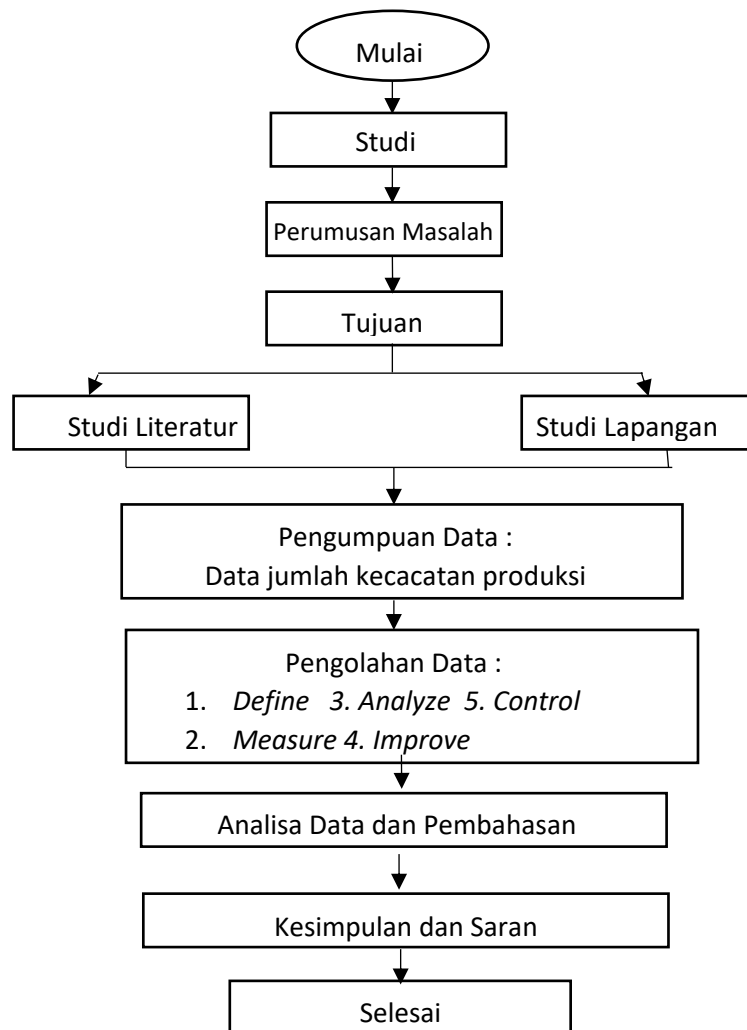 Mulai
Studi
Perumusan Masalah
Tujuan
Studi Literatur
Studi Lapangan
Pengumpuan Data :
Data jumlah kecacatan produksi
Pengolahan Data :
1. Define 3. Analyze 5. Control
2. Measure 4. Improve
Analisa Data dan Pembahasan
Kesimpulan dan Saran
Selesai